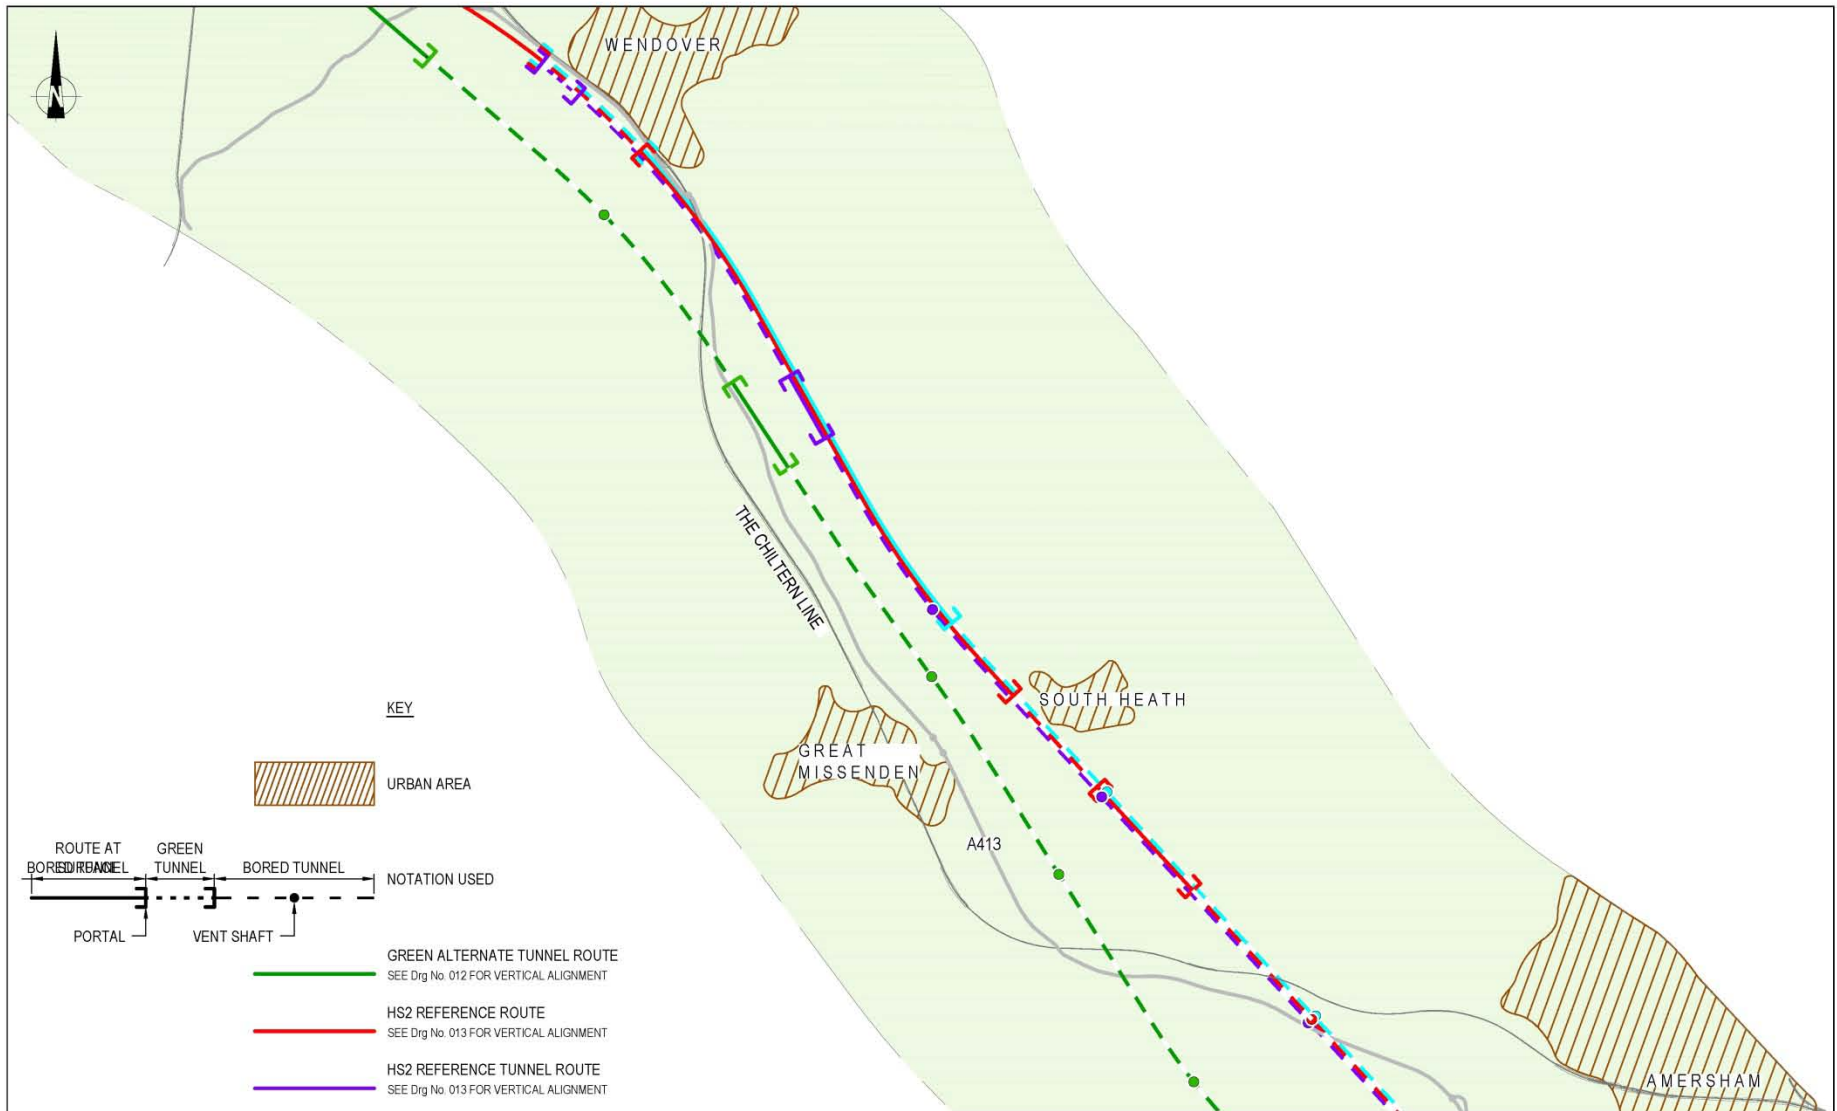 N
WENDOVER
THE CHILTERN LINE
SOUTH HEATH
GREAT
MISSENDEN
A413
AMERSHAM
KEY
URBAN AREA
ROUTE AT
SURFACE
BORED TUNNEL
GREEN
TUNNEL
BORED TUNNEL
NOTATION USED
PORTAL
VENT SHAFT
GREEN ALTERNATE TUNNEL ROUTE
SEE Drg No. 012 FOR VERTICAL ALIGNMENT
HS2 REFERENCE ROUTE
SEE Drg No. 013 FOR VERTICAL ALIGNMENT
HS2 REFERENCE TUNNEL ROUTE
SEE Drg No. 013 FOR VERTICAL ALIGNMENT